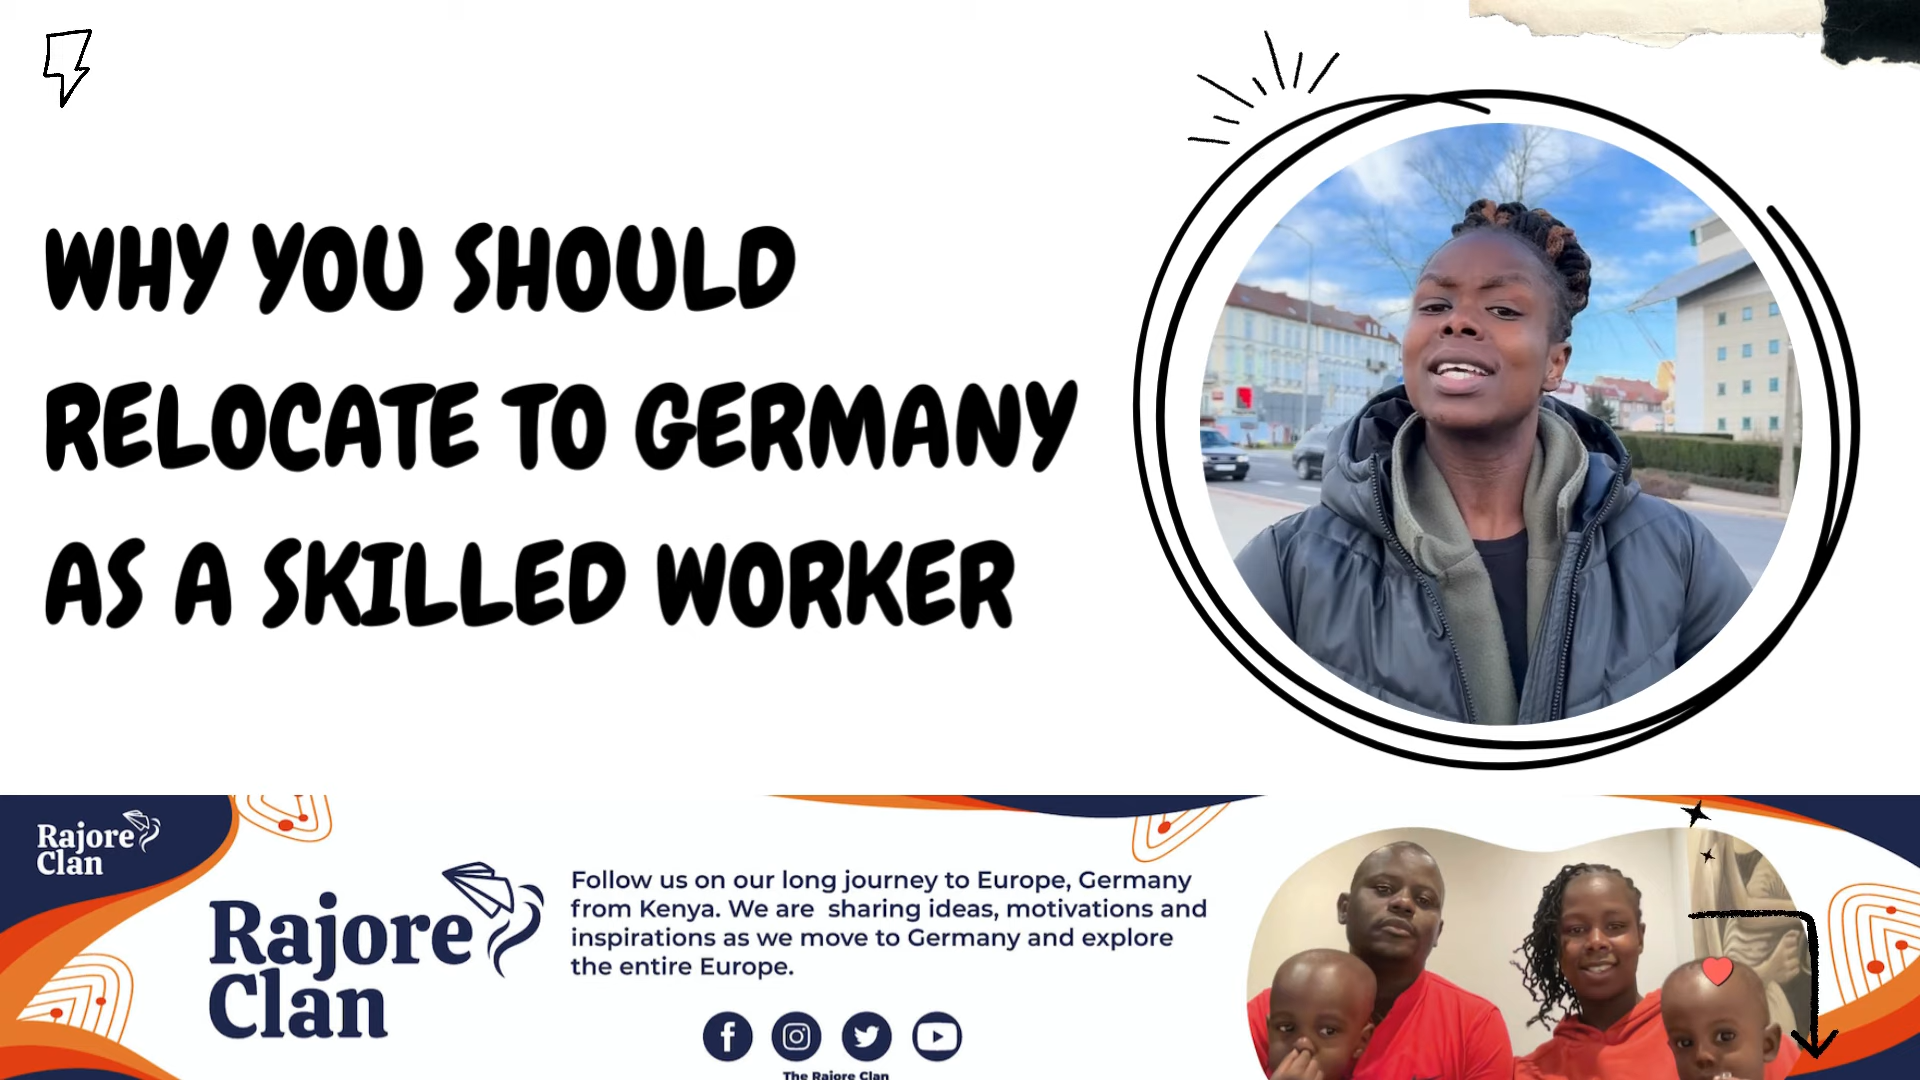 WHY YOU SHOULD
RELOCATE TO GERMANY
AS A SKILLED WORKER
Rajore
Clan
Rajore
Clan
Follow us on our long journey to Europe, Germany
from Kenya. We are sharing ideas, motivations and
inspirations as we move to Germany and explore
the entire Europe.
The Rajore Clan